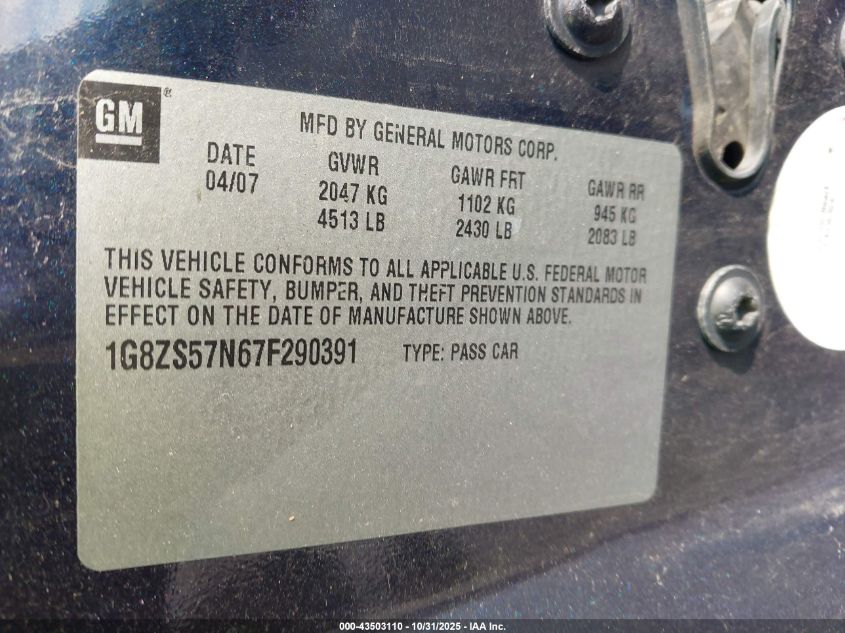 GM®
MFD BY GENERAL MOTORS CORP.
DATE GVWR GAWR FRT GAWR RR
04/07 2047 KG 1102 KG 945 KG
4513 LB 2430 LB 2083 LB
THIS VEHICLE CONFORMS TO ALL APPLICABLE U.S. FEDERAL MOTOR
VEHICLE SAFETY, BUMPER, AND THEFT PREVENTION STANDARDS IN
EFFECT ON THE DATE OF MANUFACTURE SHOWN ABOVE.
1G8ZS57N67F290391 TYPE: PASS CAR
000-43503110 - 10/31/2025 - IAA Inc.